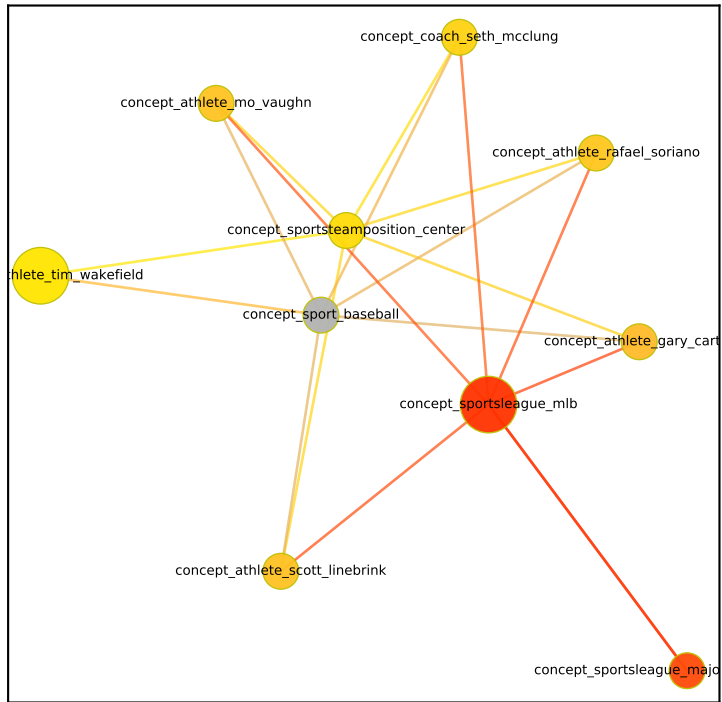 concept_coach_seth_mcclung
concept_athlete_mo_vaughn
concept_athlete_rafael_soriano
concept_sportsteamposition_center
thlete_tim_wakefield
concept_sport_baseball
concept_athlete_gary_cart
concept_sportsleague_mlb
concept_athlete_scott_linebrink
concept_sportsleague_majo